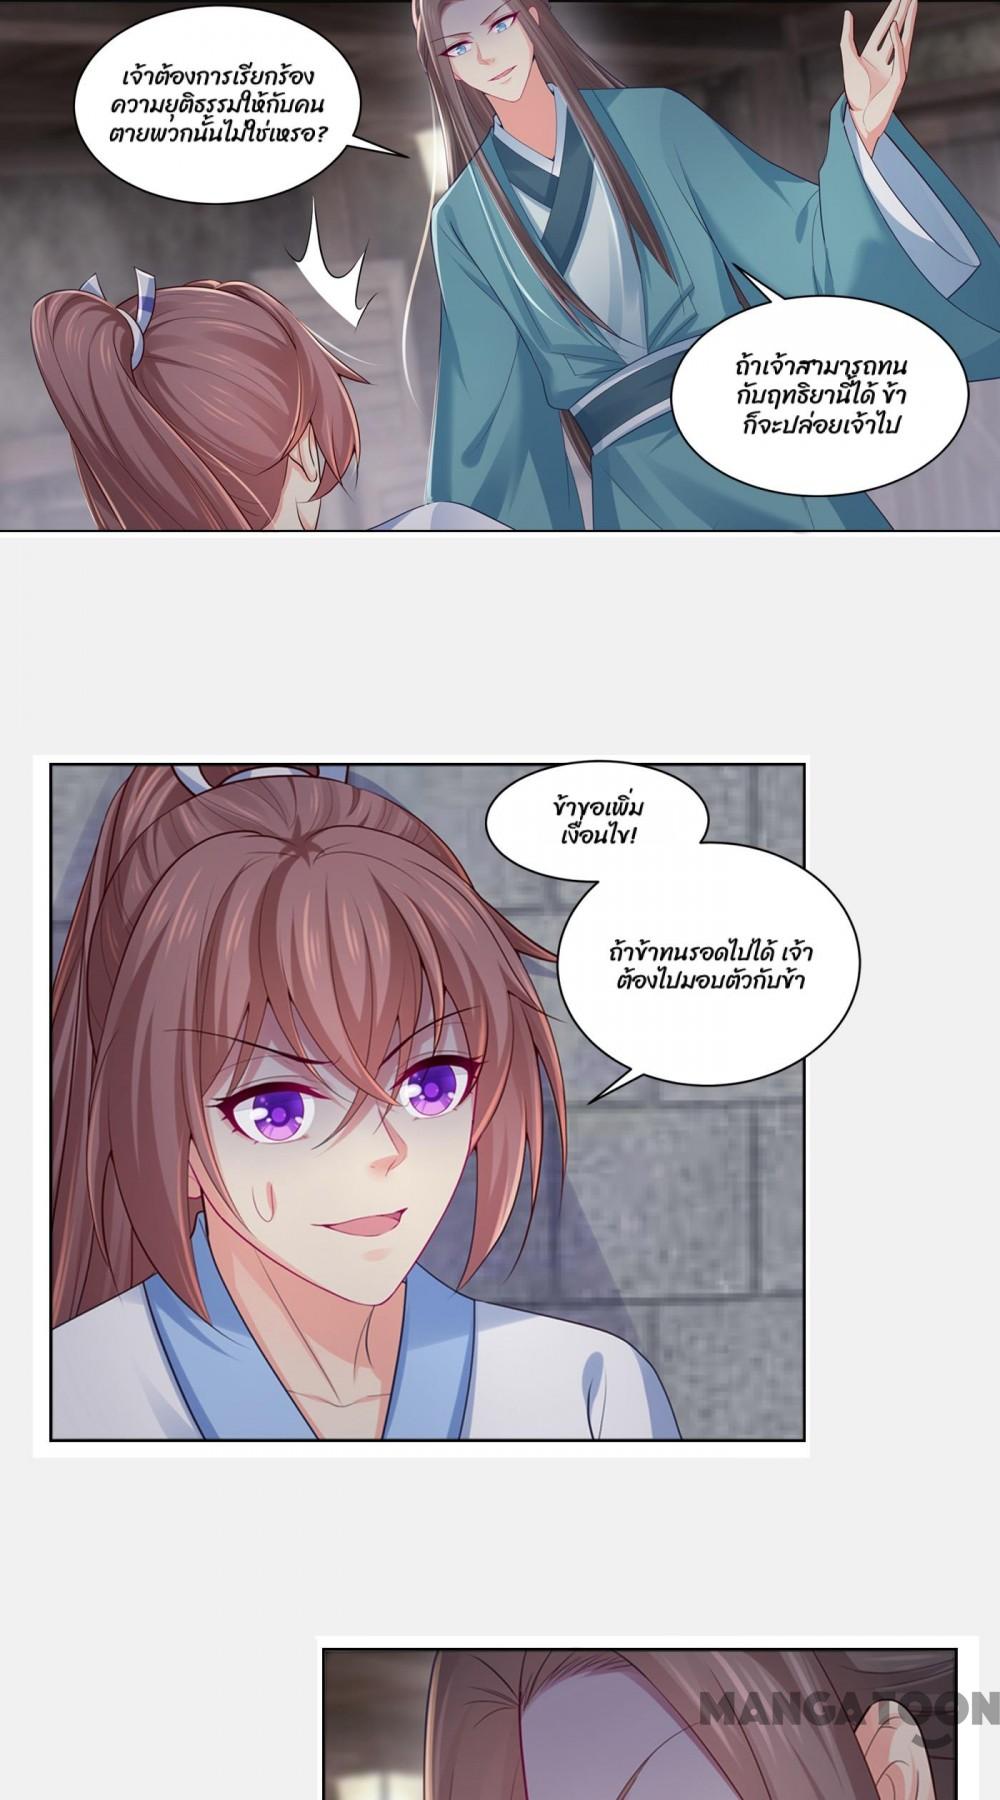 เจ้าต้องการเรียกร้อง
ความยุติธรรมให้กับคน
ตายพวกนั้นไม่ใช่เหรอ?
ถ้าเจ้าสามารถทน
กับฤทธิยานี้ได้ ข้า
ก็จะปล่อยเจ้าไป
ข้าขอเพิ่ม
เงื่อนไข!
ถ้าข้าทนรอดไปได้ เจ้า
ต้องไปมอบตัวกับข้า
MANGATOON